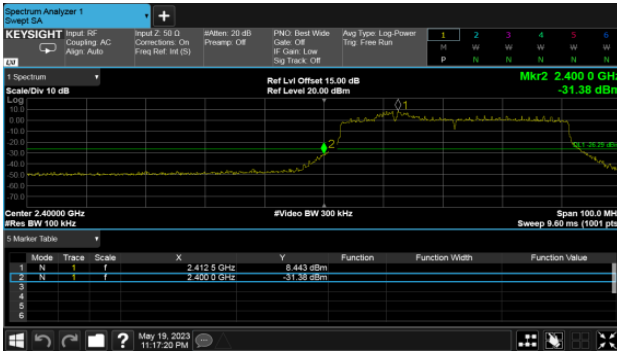 Spectrum Analyzer 1
Swept SA
+
KEYSIGHT Input: RF Input Z: 50 Ω #Atten: 20 dB PNO: Best Wide Avg Type: Log-Power 1 2 3 4 5 6
Coupling: AC Corrections: On Preamp: Off Gate: Off Trig: Free Run M W W W W W
Align: Auto Freq Ref: Int (S) IF Gain: Low P N N N N N
Sig Track: Off
LXI
1 Spectrum Ref Lvl Offset 15.00 dB Mkr2 2.400 0 GHz
Scale/Div 10 dB Ref Level 20.00 dBm -31.38 dBm
Log
10.0
0.00
-10.0
-20.0
-30.0
-40.0
-50.0
-60.0
-70.0
1
2
Center 2.40000 GHz #Video BW 300 kHz Span 100.0 MH
#Res BW 100 kHz Sweep 9.60 ms (1001 pts
5 Marker Table
Mode Trace Scale X Y Function Function Width Function Value
1 N 1 f 2.412 5 GHz 8.443 dBm
2 N 1 f 2.400 0 GHz -31.38 dBm
3
4
5
6
? May 19, 2023
11:17:20 PM